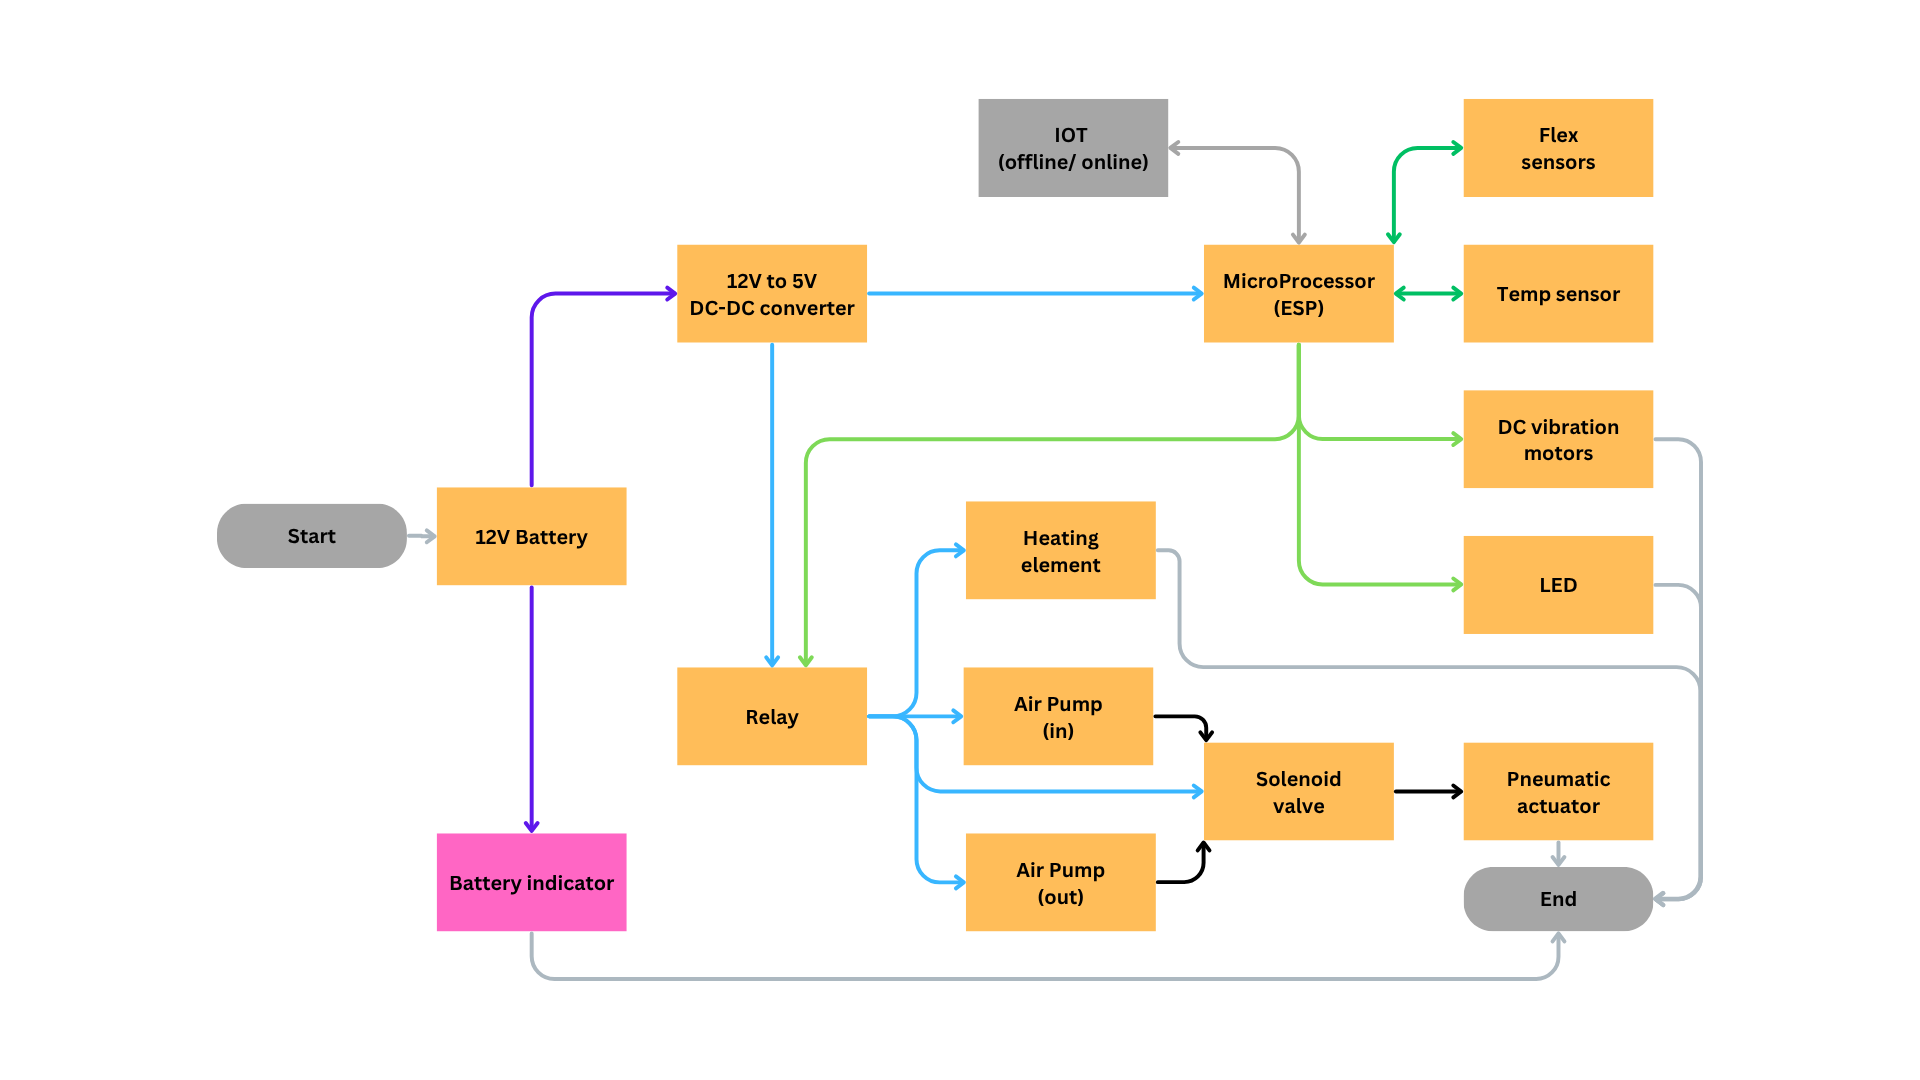 IOT
(offline/ online)
Flex
sensors
12V to 5V
DC-DC converter
MicroProcessor
(ESP)
Temp sensor
DC vibration
motors
Start
12V Battery
Heating
element
LED
Relay
Air Pump
(in)
Solenoid
valve
Pneumatic
actuator
Battery indicator
Air Pump
(out)
End